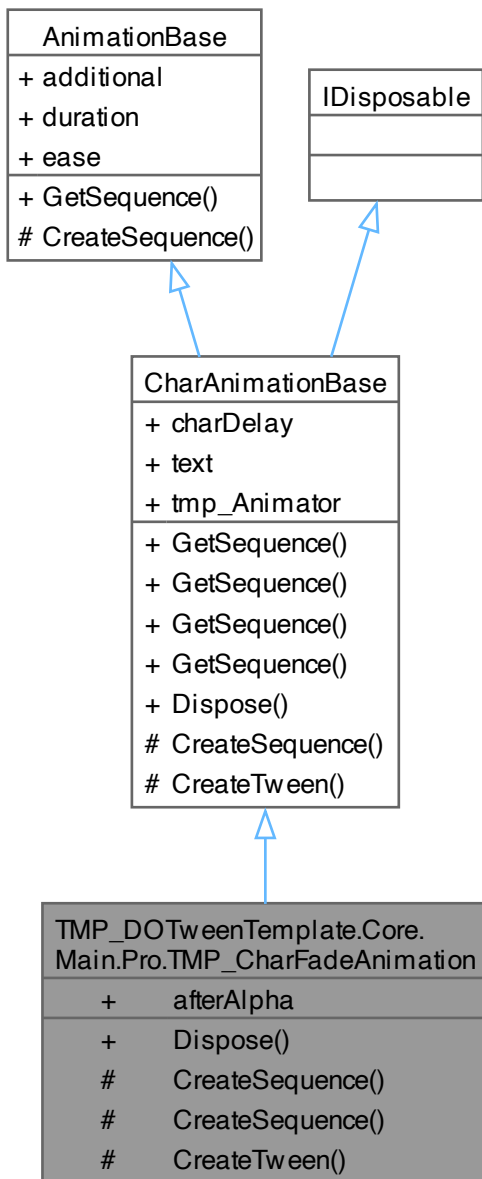 AnimationBase
+ additional
+ duration
+ ease
+ GetSequence()
# CreateSequence()
IDisposable
CharAnimationBase
+ charDelay
+ text
+ tmp_Animator
+ GetSequence()
+ GetSequence()
+ GetSequence()
+ GetSequence()
+ Dispose()
# CreateSequence()
# CreateTween()
TMP_DOTweenTemplate.Core.
Main.Pro.TMP_CharFadeAnimation
+ afterAlpha
+ Dispose()
# CreateSequence()
# CreateSequence()
# CreateTween()